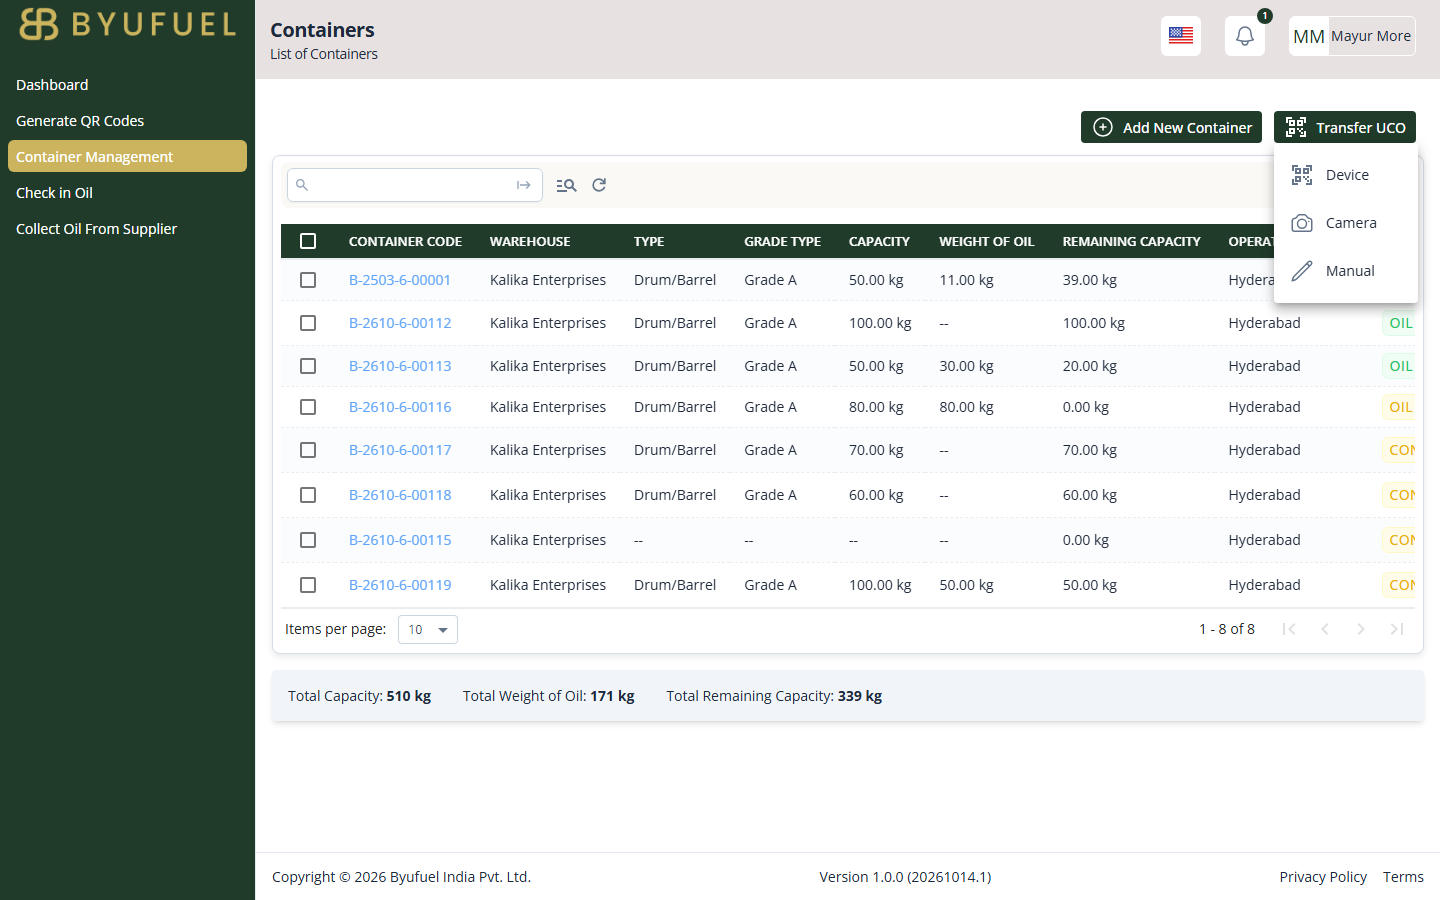 BYUFUEL
Dashboard
Generate QR Codes
Container Management
Check in Oil
Collect Oil From Supplier
Containers
List of Containers
1
MM Mayur More
Add New Container
Transfer UCO
Device
Camera
Manual
CONTAINER CODE WAREHOUSE TYPE GRADE TYPE CAPACITY WEIGHT OF OIL REMAINING CAPACITY OPERAT
B-2503-6-00001 Kalika Enterprises Drum/Barrel Grade A 50.00 kg 11.00 kg 39.00 kg Hydera
B-2610-6-00112 Kalika Enterprises Drum/Barrel Grade A 100.00 kg -- 100.00 kg Hyderabad OIL
B-2610-6-00113 Kalika Enterprises Drum/Barrel Grade A 50.00 kg 30.00 kg 20.00 kg Hyderabad OIL
B-2610-6-00116 Kalika Enterprises Drum/Barrel Grade A 80.00 kg 80.00 kg 0.00 kg Hyderabad OIL
B-2610-6-00117 Kalika Enterprises Drum/Barrel Grade A 70.00 kg -- 70.00 kg Hyderabad CON
B-2610-6-00118 Kalika Enterprises Drum/Barrel Grade A 60.00 kg -- 60.00 kg Hyderabad CON
B-2610-6-00115 Kalika Enterprises -- -- -- -- 0.00 kg Hyderabad CON
B-2610-6-00119 Kalika Enterprises Drum/Barrel Grade A 100.00 kg 50.00 kg 50.00 kg Hyderabad CON
Items per page: 10 1 - 8 of 8
Total Capacity: 510 kg Total Weight of Oil: 171 kg Total Remaining Capacity: 339 kg
Copyright © 2026 Byufuel India Pvt. Ltd. Version 1.0.0 (20261014.1) Privacy Policy Terms